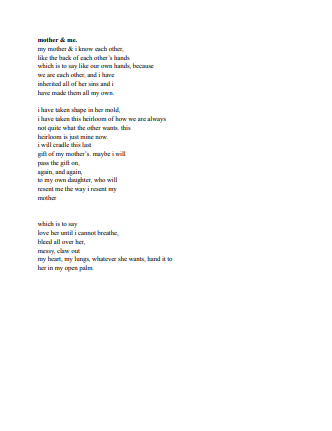 mother & me.
my mother & i know each other,
like the back of each other's hands
which is to say like our own hands, because
we are each other, and i have
inherited all of her sins and i
have made them all my own.
i have taken shape in her mold,
i have taken this heirloom of how we are always
not quite what the other wants. this
heirloom is just mine now.
i will cradle this last
gift of my mother's. maybe i will
pass the gift on,
again, and again,
to my own daughter, who will
resent me the way i resent my
mother
which is to say
love her until i cannot breathe,
bleed all over her,
messy, claw out
my heart, my lungs, whatever she wants, hand it to
her in my open palm.